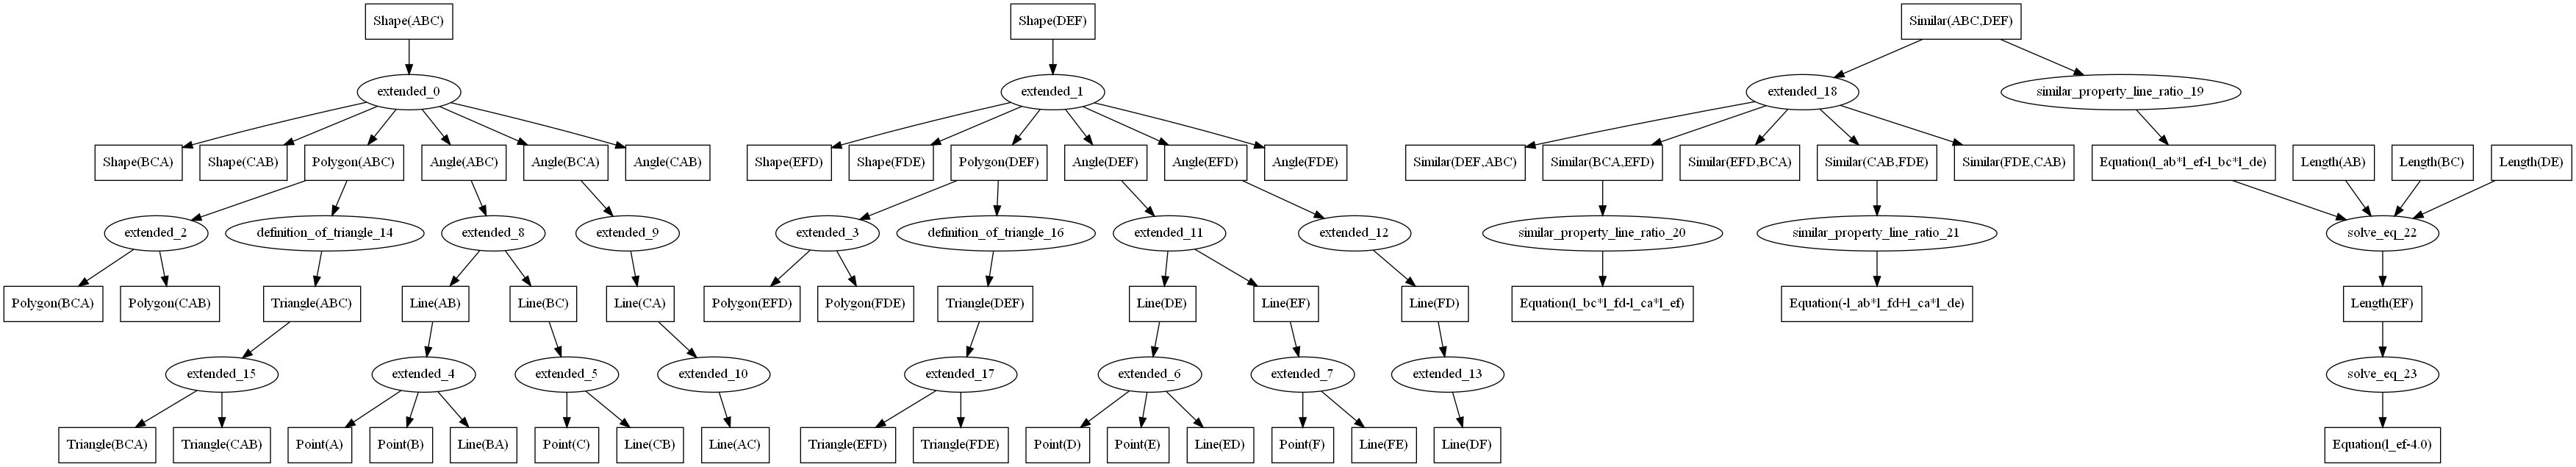 Shape(ABC)
Shape(DEF)
Similar(ABC,DEF)
extended_0
extended_1
extended_18
similar_property_line_ratio_19
Shape(BCA)
Shape(CAB)
Polygon(ABC)
Angle(ABC)
Angle(BCA)
Angle(CAB)
Shape(EFD)
Shape(FDE)
Polygon(DEF)
Angle(DEF)
Angle(EFD)
Angle(FDE)
Similar(DEF,ABC)
Similar(BCA,EFD)
Similar(EFD,BCA)
Similar(CAB,FDE)
Similar(FDE,CAB)
Equation(l_ab*l_ef-l_bc*l_de)
Length(AB)
Length(BC)
Length(DE)
extended_2
definition_of_triangle_14
extended_8
extended_9
extended_3
definition_of_triangle_16
extended_11
extended_12
similar_property_line_ratio_20
similar_property_line_ratio_21
solve_eq_22
Polygon(BCA)
Polygon(CAB)
Triangle(ABC)
Line(AB)
Line(BC)
Line(CA)
Polygon(EFD)
Polygon(FDE)
Triangle(DEF)
Line(DE)
Line(EF)
Line(FD)
Equation(l_bc*l_fd-l_ca*l_ef)
Equation(-l_ab*l_fd+l_ca*l_de)
Length(EF)
extended_15
extended_4
extended_5
extended_10
extended_17
extended_6
extended_7
extended_13
solve_eq_23
Triangle(BCA)
Triangle(CAB)
Point(A)
Point(B)
Line(BA)
Point(C)
Line(CB)
Line(AC)
Triangle(EFD)
Triangle(FDE)
Point(D)
Point(E)
Line(ED)
Point(F)
Line(FE)
Line(DF)
Equation(l_ef-4.0)